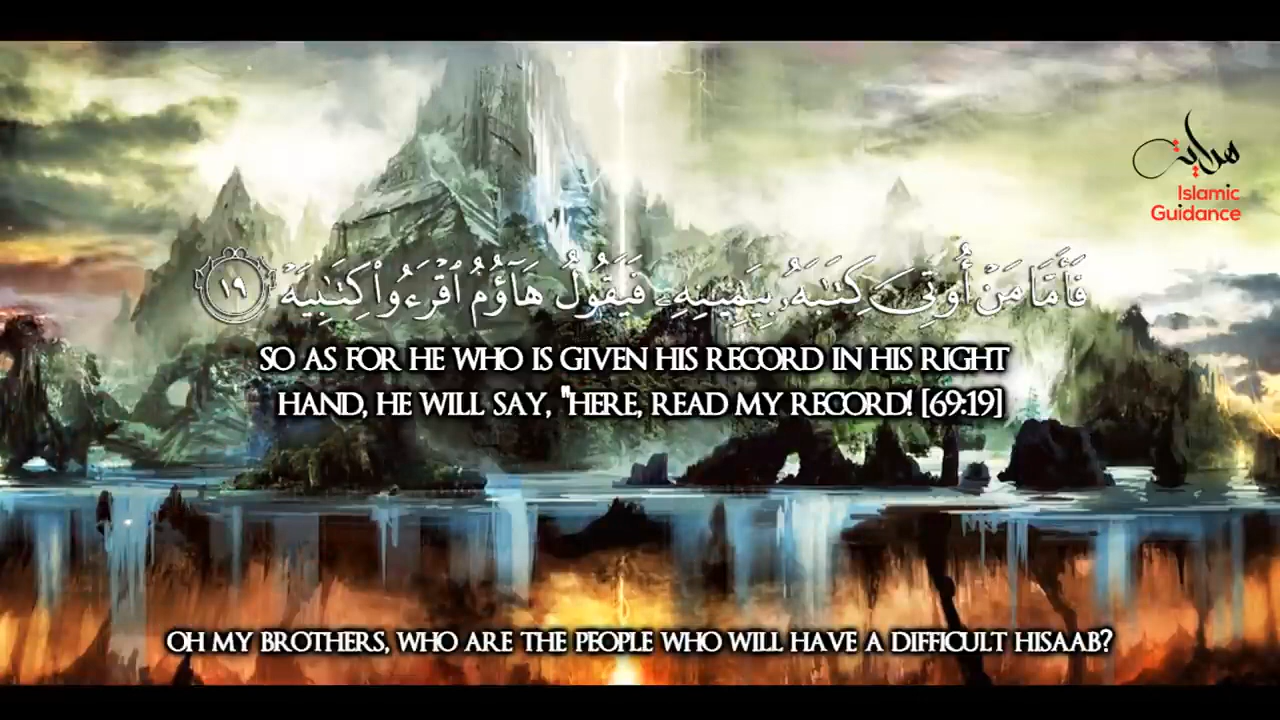 هداية
Islamic
Guidance
فَأَمَّا مَنْ أُوتِىَ كِتَـٰبَهُۥ بِيَمِينِهِۦ فَيَقُولُ هَآؤُمُ ٱقْرَءُوا۟ كِتَـٰبِيَهْ ١٩
SO AS FOR HE WHO IS GIVEN HIS RECORD IN HIS RIGHT
HAND, HE WILL SAY, "HERE, READ MY RECORD! [69:19]
OH MY BROTHERS, WHO ARE THE PEOPLE WHO WILL HAVE A DIFFICULT HISAAB?